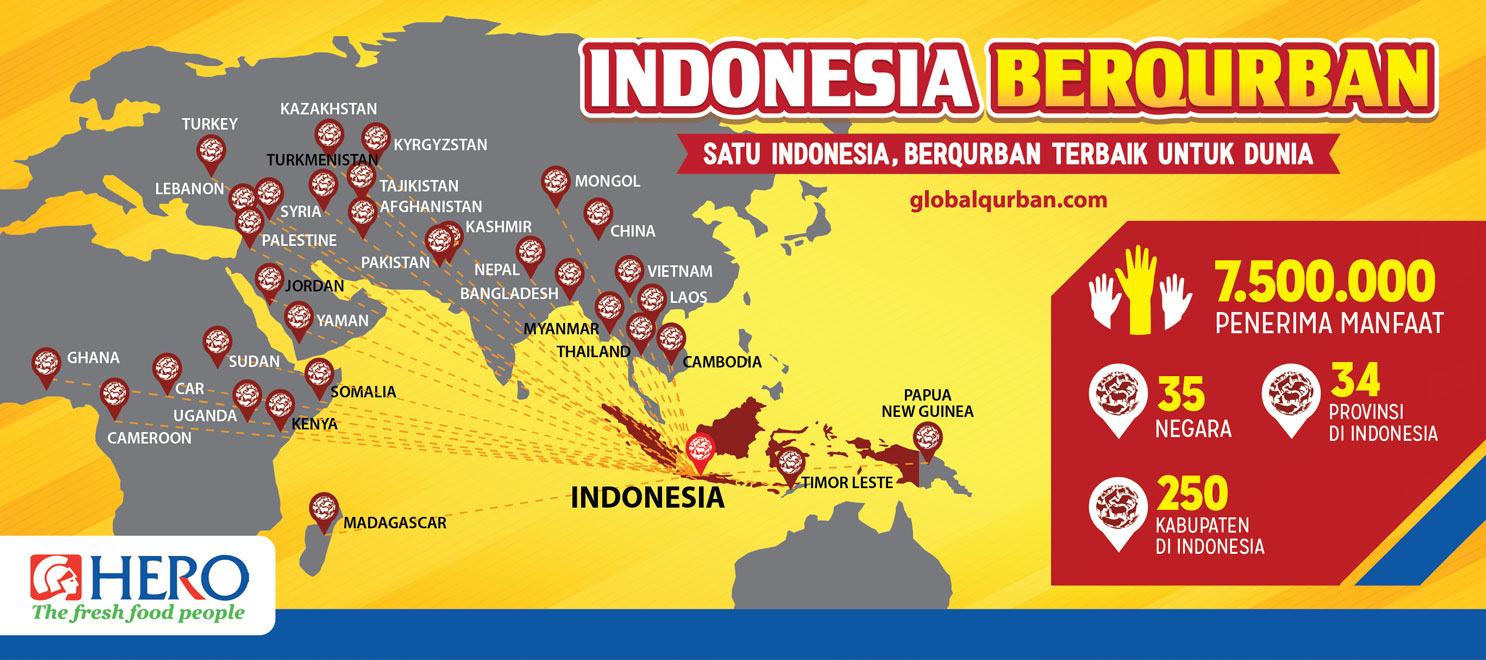 INDONESIA BERQURBAN
SATU INDONESIA, BERQURBAN TERBAIK UNTUK DUNIA
globalqurban.com
KAZAKHSTAN
TURKEY
KYRGYZSTAN
TURKMENISTAN
LEBANON
TAJIKISTAN
MONGOL
SYRIA
AFGHANISTAN
KASHMIR
CHINA
PALESTINE
PAKISTAN
NEPAL
VIETNAM
JORDAN
BANGLADESH
LAOS
YAMAN
MYANMAR
THAILAND
CAMBODIA
GHANA
SUDAN
CAR
SOMALIA
UGANDA
KENYA
CAMEROON
PAPUA
NEW GUINEA
TIMOR LESTE
INDONESIA
MADAGASCAR
7.500.000
PENERIMA MANFAAT
35
NEGARA
34
PROVINSI
DI INDONESIA
250
KABUPATEN
DI INDONESIA
HERO
The fresh food people